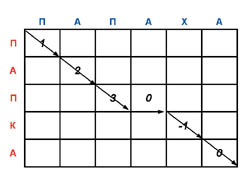 П А П А Х А
П 1
А 2
П 3 0
К -1
А 0